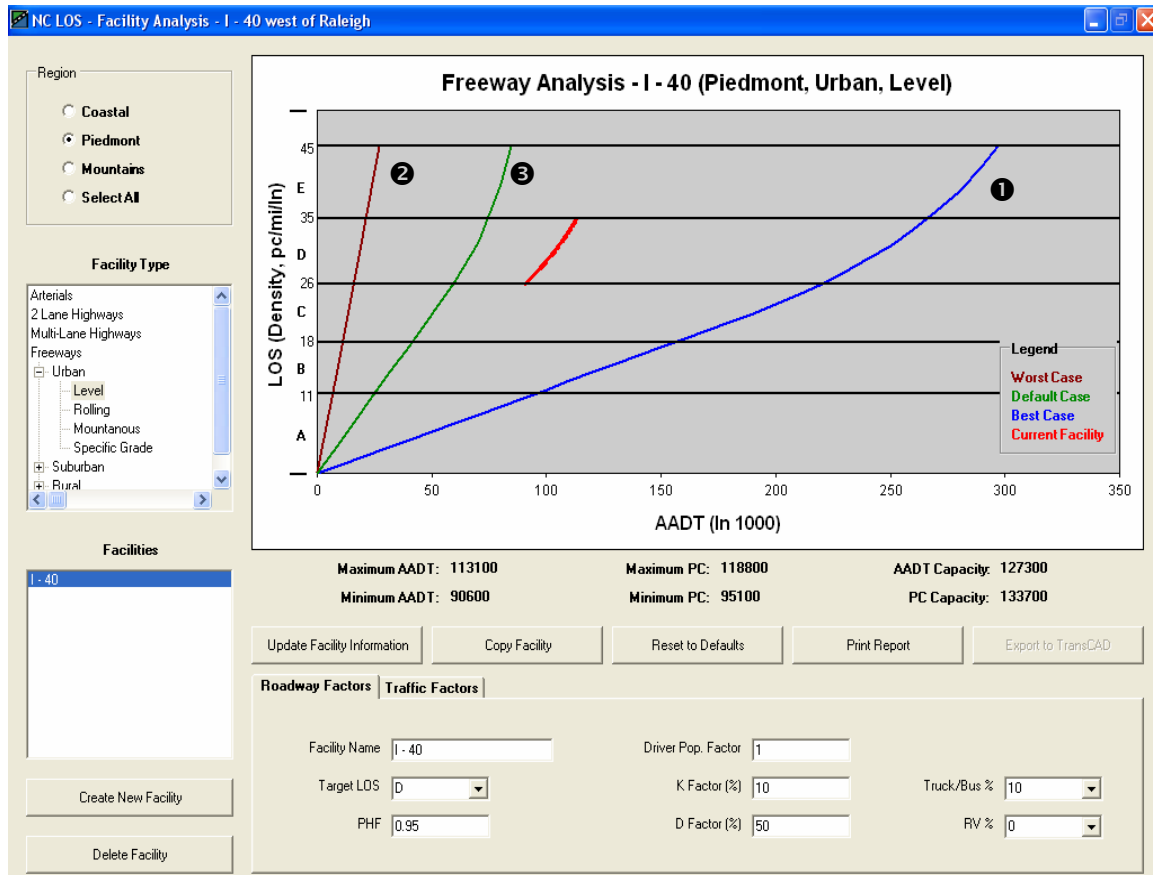 NC LOS - Facility Analysis - I - 40 west of Raleigh
Region
Coastal
Piedmont
Mountains
Select All
Facility Type
Arterials
2 Lane Highways
Multi-Lane Highways
Freeways
Urban
Level
Rolling
Mountanous
Specific Grade
Suburban
Rural
Facilities
I - 40
Create New Facility
Delete Facility
Freeway Analysis - I - 40 (Piedmont, Urban, Level)
LOS (Density, pc/mi/ln)
45
E
35
D
26
C
18
B
11
A
❷
❸
❶
Legend
Worst Case
Default Case
Best Case
Current Facility
0 50 100 150 200 250 300 350
AADT (In 1000)
Maximum AADT: 113100 Maximum PC: 118800 AADT Capacity: 127300
Minimum AADT: 90600 Minimum PC: 95100 PC Capacity: 133700
Update Facility Information Copy Facility Reset to Defaults Print Report Export to TransCAD
Roadway Factors Traffic Factors
Facility Name I - 40 Driver Pop. Factor 1
Target LOS D K Factor (%) 10 Truck/Bus % 10
PHF 0.95 D Factor (%) 50 RV % 0